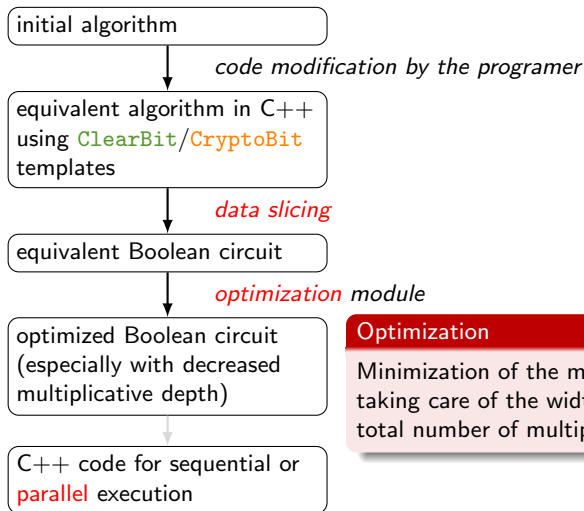 initial algorithm
code modification by the programer
equivalent algorithm in C++
using ClearBit/CryptoBit
templates
data slicing
equivalent Boolean circuit
optimization module
optimized Boolean circuit
(especially with decreased
multiplicative depth)
Optimization
Minimization of the m
taking care of the widt
total number of multip
C++ code for sequential or
parallel execution